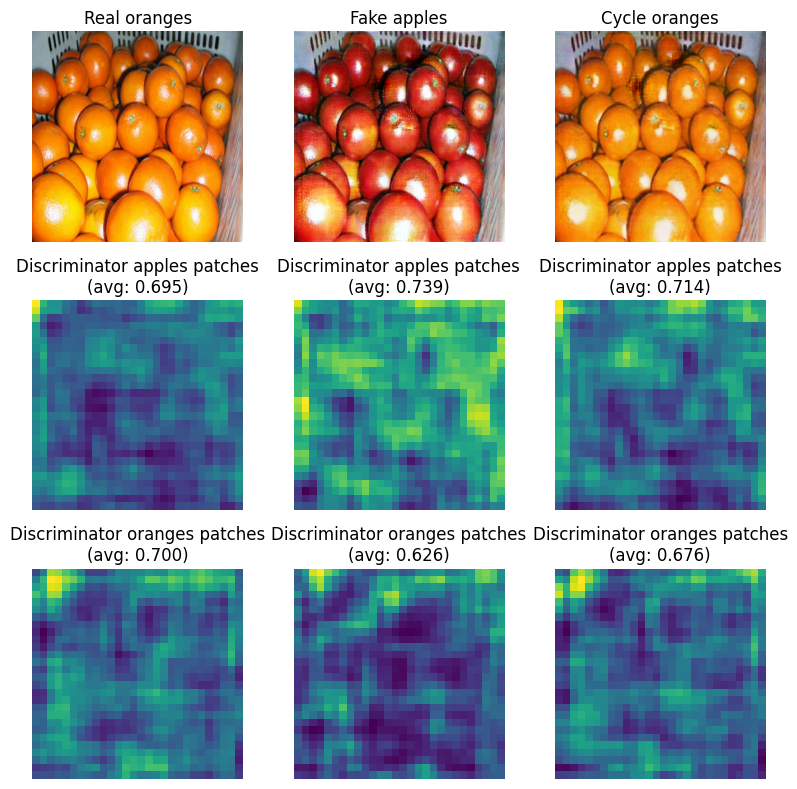 Real oranges
Fake apples
Cycle oranges
Discriminator apples patches
(avg: 0.695)
Discriminator apples patches
(avg: 0.739)
Discriminator apples patches
(avg: 0.714)
Discriminator oranges patches
(avg: 0.700)
Discriminator oranges patches
(avg: 0.626)
Discriminator oranges patches
(avg: 0.676)